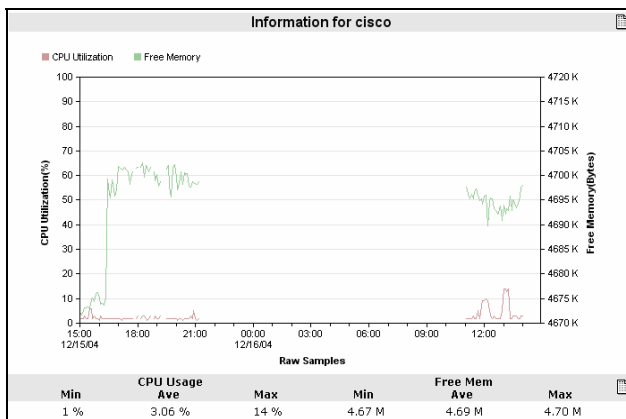 Information for cisco
CPU Utilization Free Memory
100 4720 K
90 4715 K
80 4710 K
70 4705 K
60 4700 K
50 4695 K
40 4690 K
30 4685 K
20 4680 K
10 4675 K
0 4670 K
CPU Utilization(%)
Free Memory(Bytes)
15:00 18:00 21:00 00:00 03:00 06:00 09:00 12:00
12/15/04 12/16/04
Raw Samples
CPU Usage Free Mem
Min Ave Max Min Ave Max
1 % 3.06 % 14 % 4.67 M 4.69 M 4.70 M